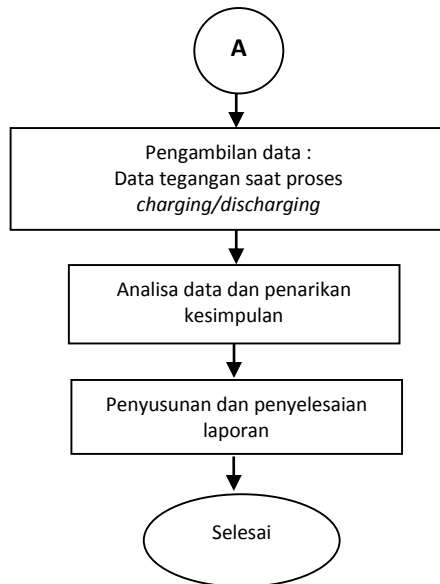 A
Pengambilan data :
Data tegangan saat proses
charging/discharging
Analisa data dan penarikan
kesimpulan
Penyusunan dan penyelesaian
laporan
Selesai